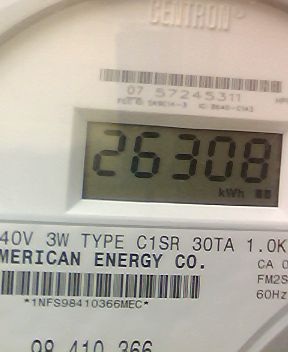 CENTRON®
07 57245311
26308
kWh
40V 3W TYPE C1SR 30TA 1.0K
MERICAN ENERGY CO.
CA 0
FM2S
60Hz
*1NFS98410366MEC*
98 410 366